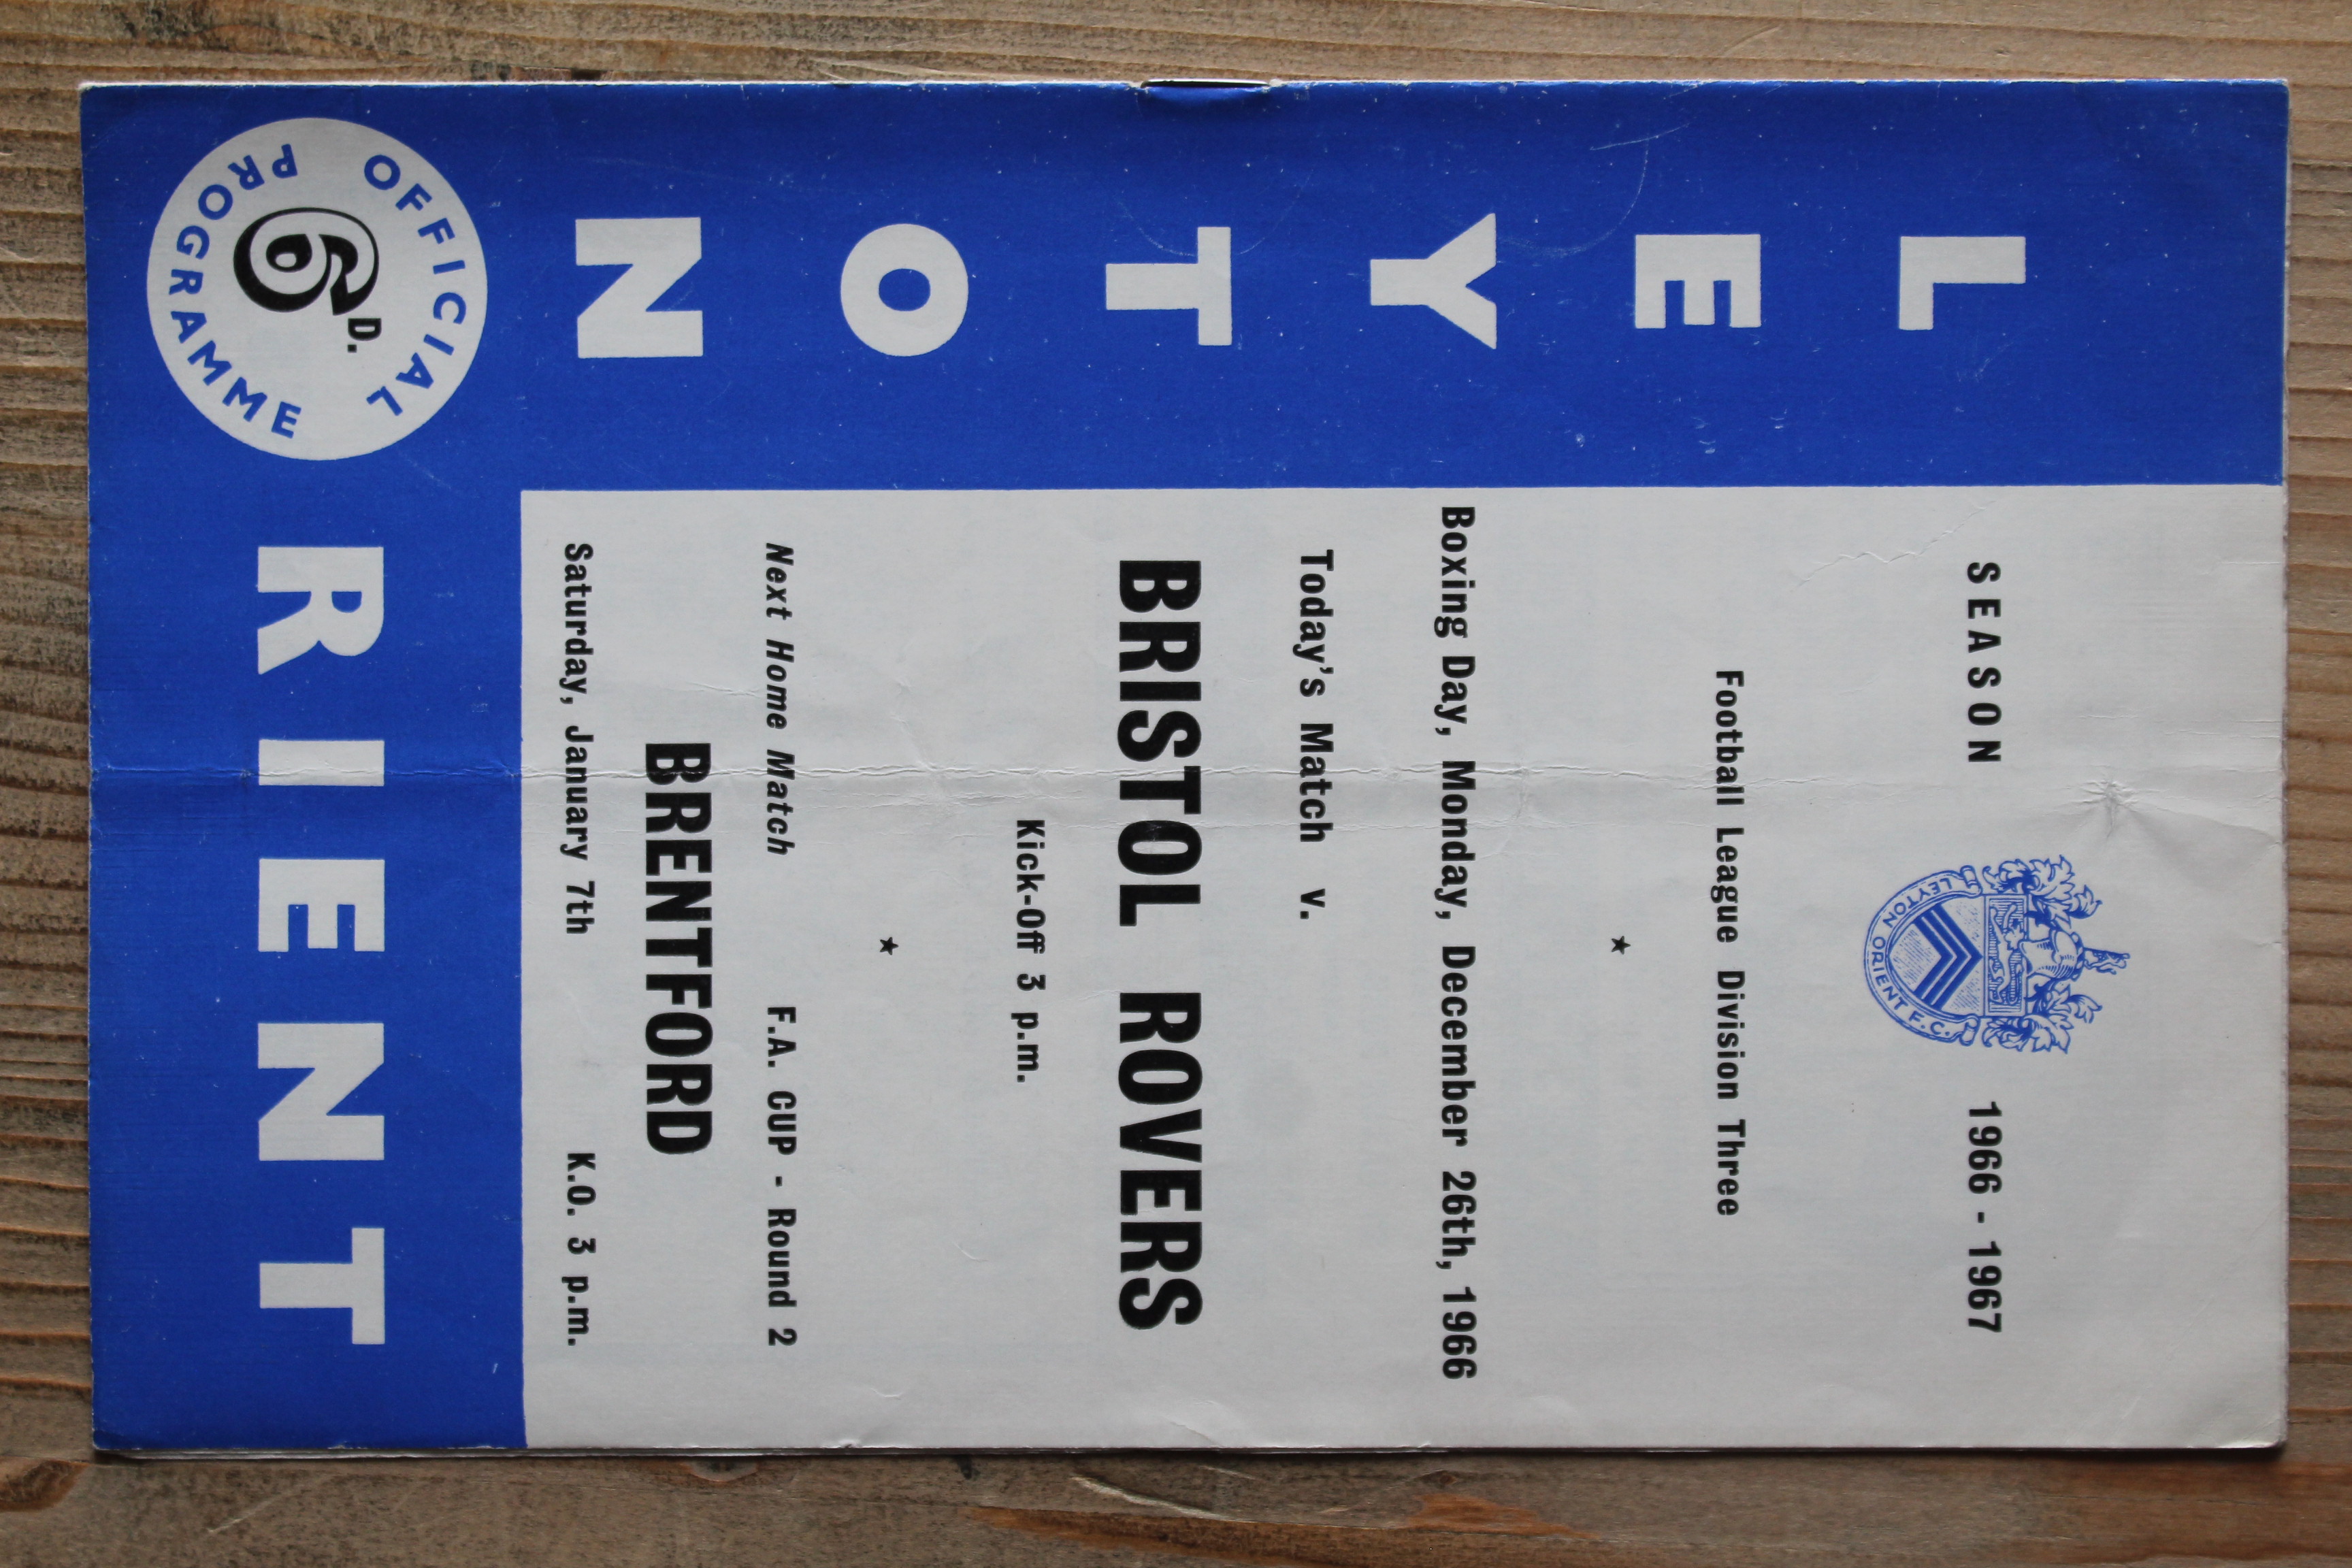 LEYTON
SEASON 1966 - 1967
LEYTON ORIENT F.C.
Football League Division Three
★
Boxing Day, Monday, December 26th, 1966
Today's Match v.
BRISTOL ROVERS
Kick-Off 3 p.m.
★
Next Home Match F.A. CUP - Round 2
BRENTFORD
Saturday, January 7th K.O. 3 p.m.
OFFICIAL
6D.
PROGRAMME
RIENT